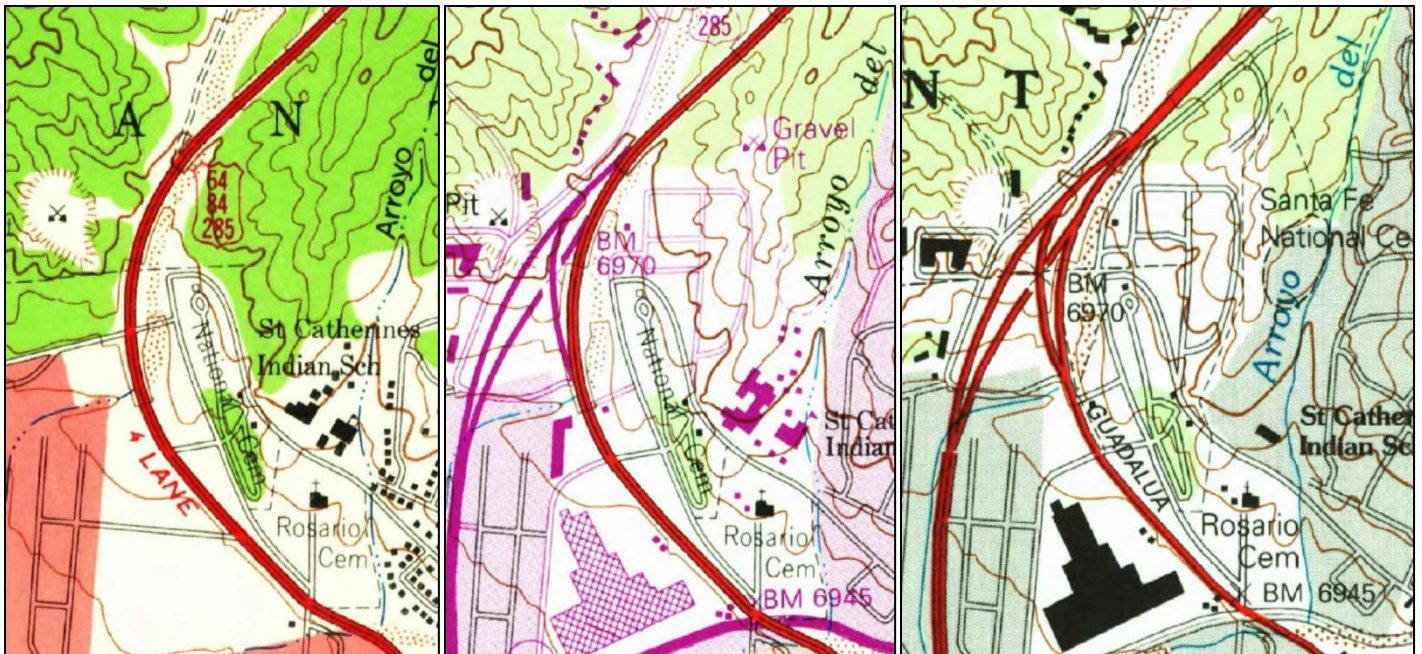 A N
del
Arroyo
64
84
285
St Catherines
Indian Sch
National Cem
4 LANE
Rosario
Cem
285
del
Gravel
Pit
Pit
Arroyo
BM
6970
National Cem
St Cat
Indian
Rosario
Cem
BM 6945
N T
del
Santa Fe
National Ce
Arroyo
BM
6970
GUADALUA
St Cather
Indian Sc
Rosario
Cem
BM 6945